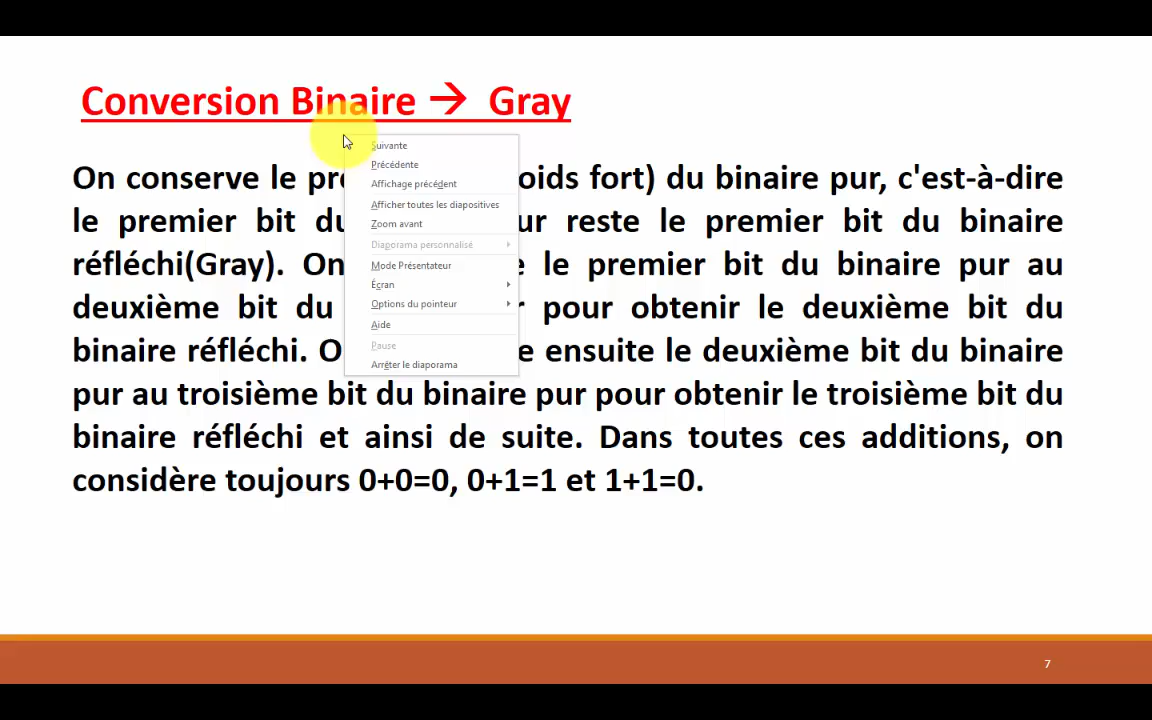 Conversion Binaire → Gray
On conserve le fort) du binaire pur, c'est-à-dire
le premier bit reste le premier bit du binaire
réfléchi(Gray). On le premier bit du binaire pur au
deuxième bit du pour obtenir le deuxième bit du
binaire réfléchi. ensuite le deuxième bit du binaire
pur au troisième bit du binaire pur pour obtenir le troisième bit du
binaire réfléchi et ainsi de suite. Dans toutes ces additions, on
considère toujours 0+0=0, 0+1=1 et 1+1=0.
Suivante
Précédente
Affichage précédent
Afficher toutes les diapositives
Zoom avant
Diaporama personnalisé
Mode Présentateur
Écran
Options du pointeur
Aide
Pause
Arrêter le diaporama
7